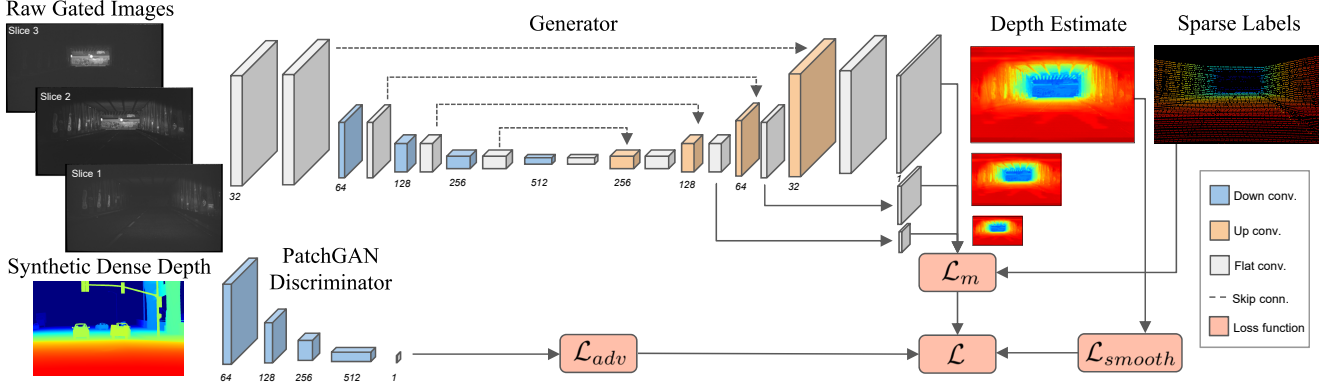 Raw Gated Images
Generator
Depth Estimate
Sparse Labels
Slice 3
Slice 2
Slice 1
32
64
128
256
512
256
128
64
32
1
Down conv.
Up conv.
Flat conv.
Skip conn.
Loss function
Synthetic Dense Depth
PatchGAN
Discriminator
64
128
256
512
1
ℒm
ℒadv
ℒ
ℒsmooth